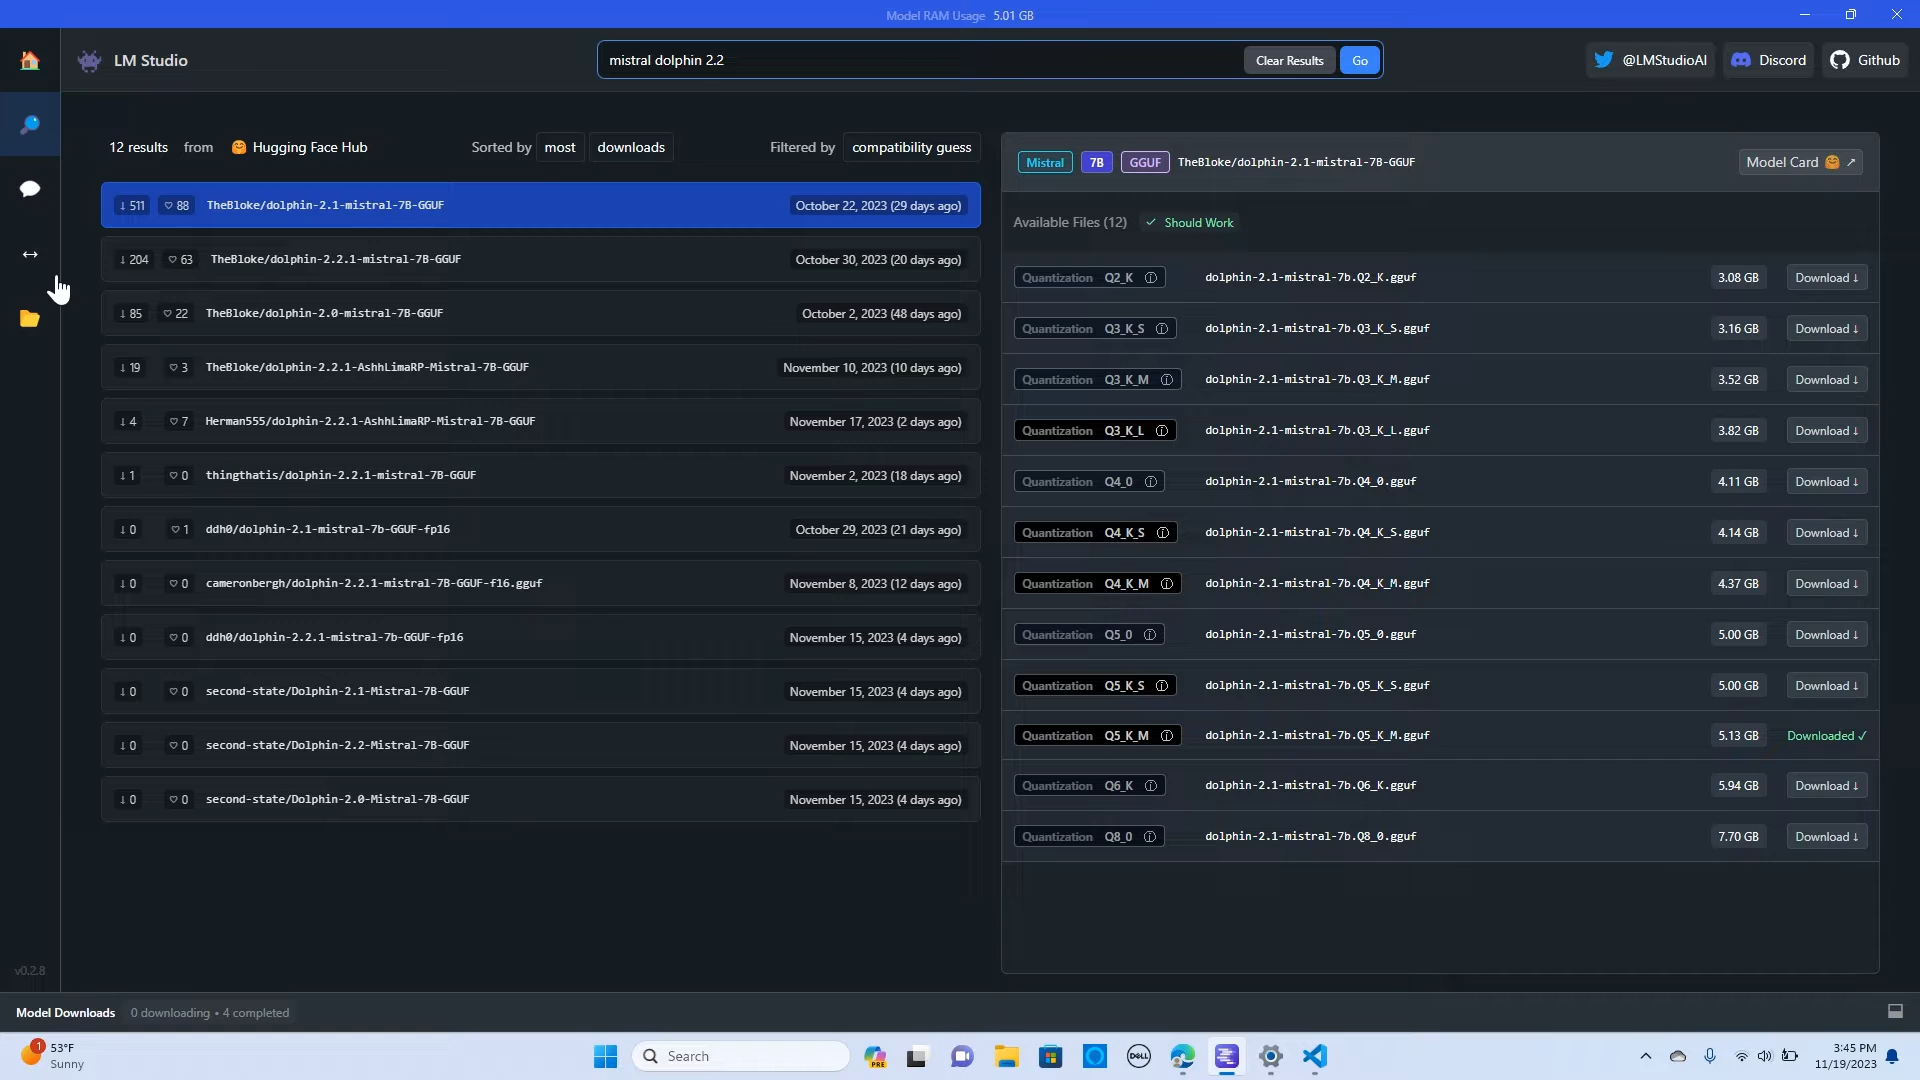 Model RAM Usage 5.01 GB
LM Studio
mistral dolphin 2.2
Clear Results
Go
@LMStudioAI
Discord
Github
12 results from Hugging Face Hub
Sorted by most downloads
Filtered by compatibility guess
↓ 511 ♡ 88 TheBloke/dolphin-2.1-mistral-7B-GGUF October 22, 2023 (29 days ago)
↓ 204 ♡ 63 TheBloke/dolphin-2.2.1-mistral-7B-GGUF October 30, 2023 (20 days ago)
↓ 85 ♡ 22 TheBloke/dolphin-2.0-mistral-7B-GGUF October 2, 2023 (48 days ago)
↓ 19 ♡ 3 TheBloke/dolphin-2.2.1-AshhLimaRP-Mistral-7B-GGUF November 10, 2023 (10 days ago)
↓ 4 ♡ 7 Herman555/dolphin-2.2.1-AshhLimaRP-Mistral-7B-GGUF November 17, 2023 (2 days ago)
↓ 1 ♡ 0 thingthatis/dolphin-2.2.1-mistral-7B-GGUF November 2, 2023 (18 days ago)
↓ 0 ♡ 1 ddh0/dolphin-2.1-mistral-7b-GGUF-fp16 October 29, 2023 (21 days ago)
↓ 0 ♡ 0 cameronbergh/dolphin-2.2.1-mistral-7B-GGUF-f16.gguf November 8, 2023 (12 days ago)
↓ 0 ♡ 0 ddh0/dolphin-2.2.1-mistral-7b-GGUF-fp16 November 15, 2023 (4 days ago)
↓ 0 ♡ 0 second-state/Dolphin-2.1-Mistral-7B-GGUF November 15, 2023 (4 days ago)
↓ 0 ♡ 0 second-state/Dolphin-2.2-Mistral-7B-GGUF November 15, 2023 (4 days ago)
↓ 0 ♡ 0 second-state/Dolphin-2.0-Mistral-7B-GGUF November 15, 2023 (4 days ago)
Mistral 7B GGUF TheBloke/dolphin-2.1-mistral-7B-GGUF Model Card ↗
Available Files (12) ✓ Should Work
Quantization Q2_K ⓘ dolphin-2.1-mistral-7b.Q2_K.gguf 3.08 GB Download ↓
Quantization Q3_K_S ⓘ dolphin-2.1-mistral-7b.Q3_K_S.gguf 3.16 GB Download ↓
Quantization Q3_K_M ⓘ dolphin-2.1-mistral-7b.Q3_K_M.gguf 3.52 GB Download ↓
Quantization Q3_K_L ⓘ dolphin-2.1-mistral-7b.Q3_K_L.gguf 3.82 GB Download ↓
Quantization Q4_0 ⓘ dolphin-2.1-mistral-7b.Q4_0.gguf 4.11 GB Download ↓
Quantization Q4_K_S ⓘ dolphin-2.1-mistral-7b.Q4_K_S.gguf 4.14 GB Download ↓
Quantization Q4_K_M ⓘ dolphin-2.1-mistral-7b.Q4_K_M.gguf 4.37 GB Download ↓
Quantization Q5_0 ⓘ dolphin-2.1-mistral-7b.Q5_0.gguf 5.00 GB Download ↓
Quantization Q5_K_S ⓘ dolphin-2.1-mistral-7b.Q5_K_S.gguf 5.00 GB Download ↓
Quantization Q5_K_M ⓘ dolphin-2.1-mistral-7b.Q5_K_M.gguf 5.13 GB Downloaded ✓
Quantization Q6_K ⓘ dolphin-2.1-mistral-7b.Q6_K.gguf 5.94 GB Download ↓
Quantization Q8_0 ⓘ dolphin-2.1-mistral-7b.Q8_0.gguf 7.70 GB Download ↓
v0.2.8
Model Downloads 0 downloading • 4 completed
1
53°F
Sunny
Search
PRE
DELL
3:45 PM
11/19/2023